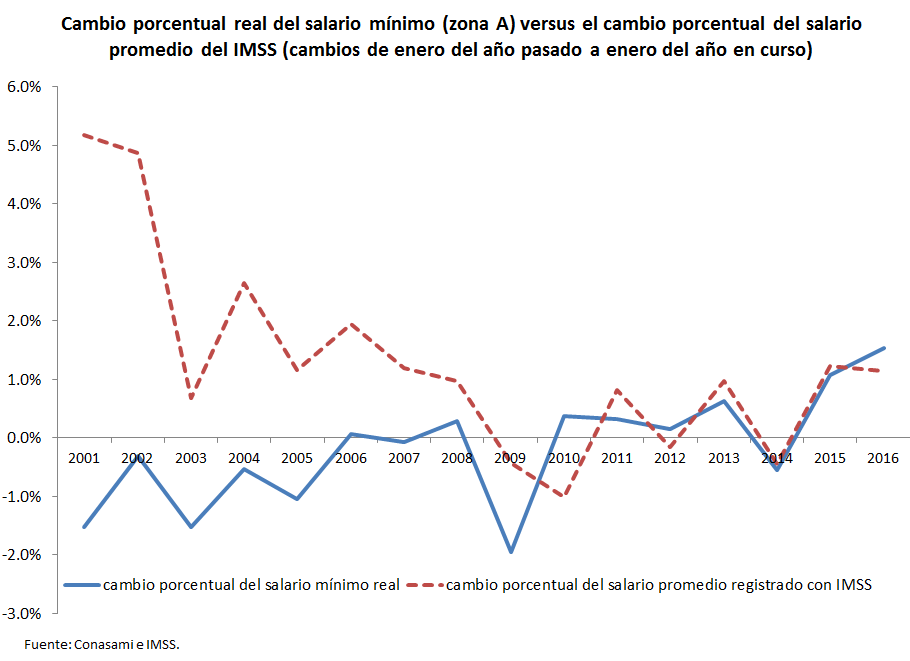 Cambio porcentual real del salario mínimo (zona A) versus el cambio porcentual del salario
promedio del IMSS (cambios de enero del año pasado a enero del año en curso)
6.0%
5.0%
4.0%
3.0%
2.0%
1.0%
0.0%
2001 2002 2003 2004 2005 2006 2007 2008 2009 2010 2011 2012 2013 2014 2015 2016
-1.0%
-2.0%
cambio porcentual del salario mínimo real cambio porcentual del salario promedio registrado con IMSS
-3.0%
Fuente: Conasami e IMSS.